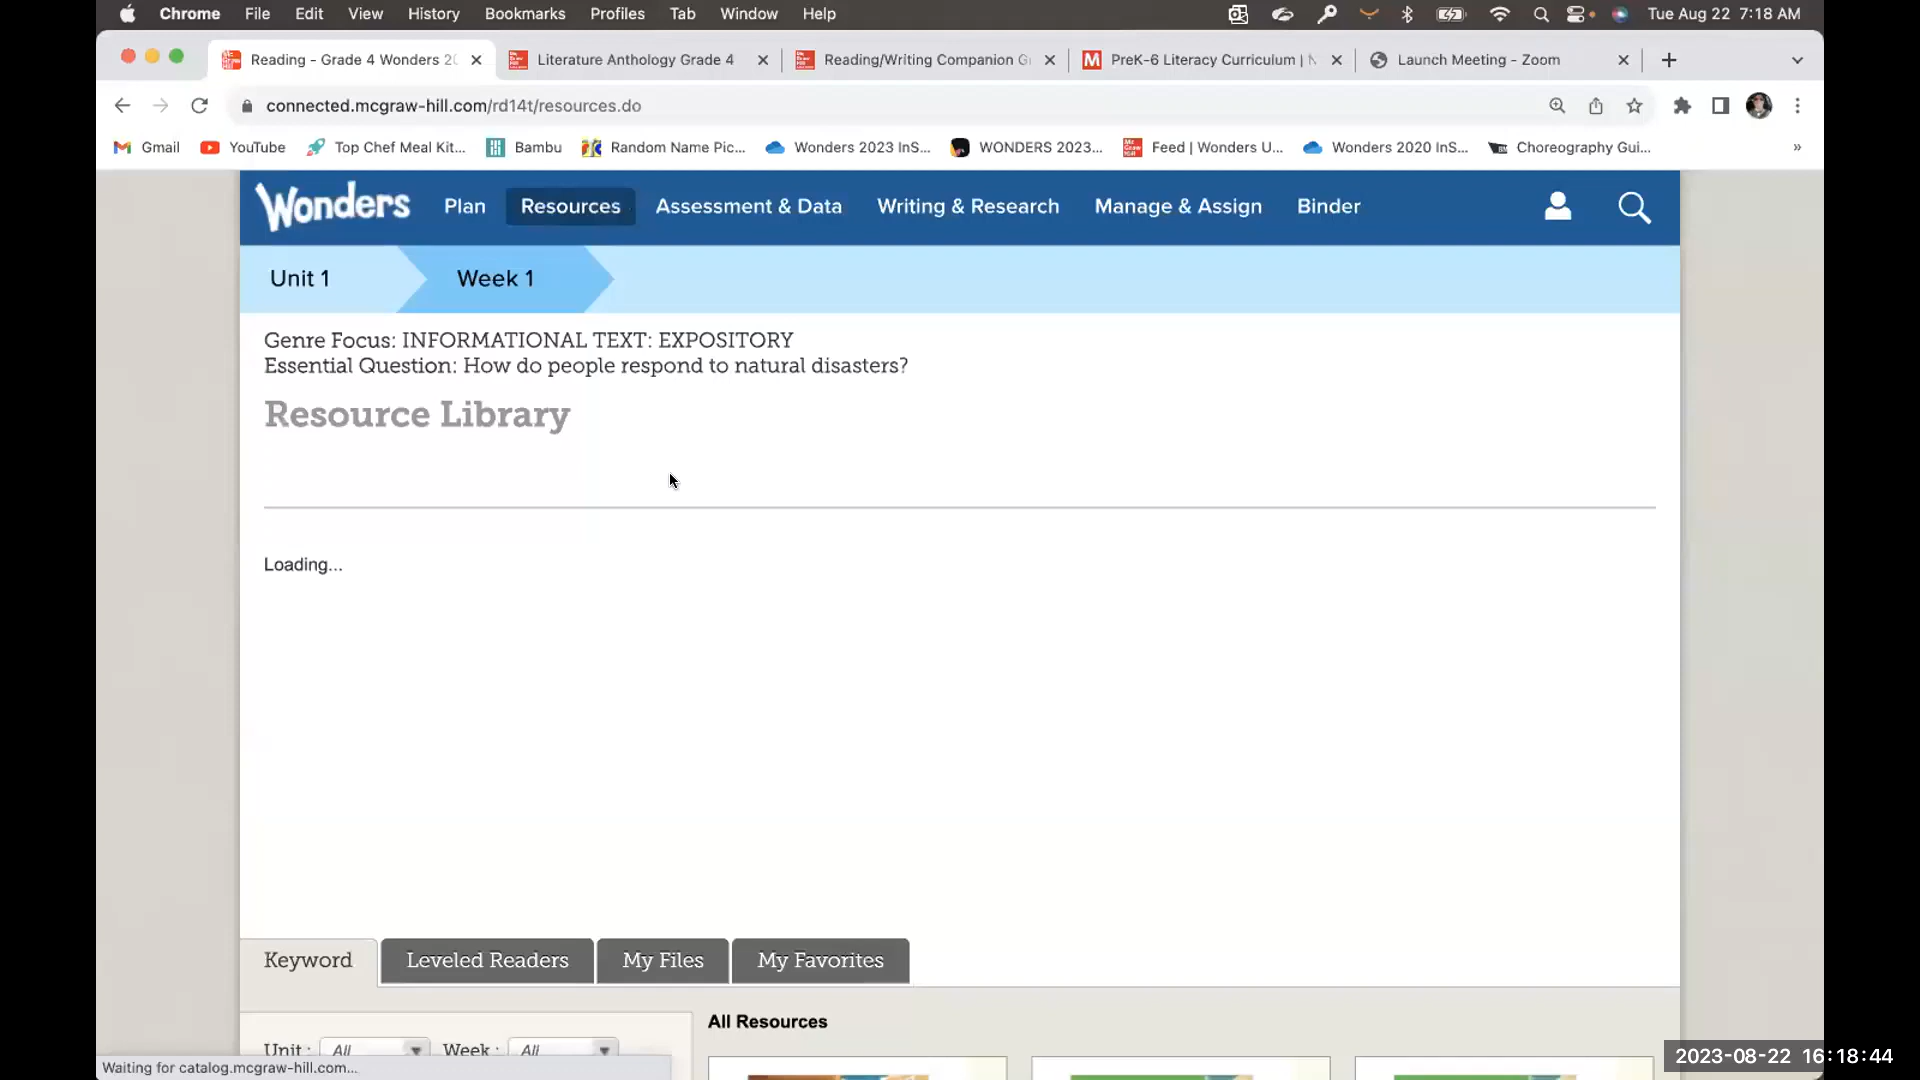 Chrome File Edit View History Bookmarks Profiles Tab Window Help Tue Aug 22 7:18 AM
Reading - Grade 4 Wonders 20 Literature Anthology Grade 4 Reading/Writing Companion G PreK-6 Literacy Curriculum | Launch Meeting - Zoom
connected.mcgraw-hill.com/rd14t/resources.do
Gmail YouTube Top Chef Meal Kit... Bambu Random Name Pic... Wonders 2023 InS... WONDERS 2023... Feed | Wonders U... Wonders 2020 InS... Choreography Gui... »
Wonders Plan Resources Assessment & Data Writing & Research Manage & Assign Binder
Unit 1 Week 1
Genre Focus: INFORMATIONAL TEXT: EXPOSITORY
Essential Question: How do people respond to natural disasters?
Resource Library
Loading...
Keyword Leveled Readers My Files My Favorites
All Resources
Unit : All Week : All
Waiting for catalog.mcgraw-hill.com...
2023-08-22 16:18:44